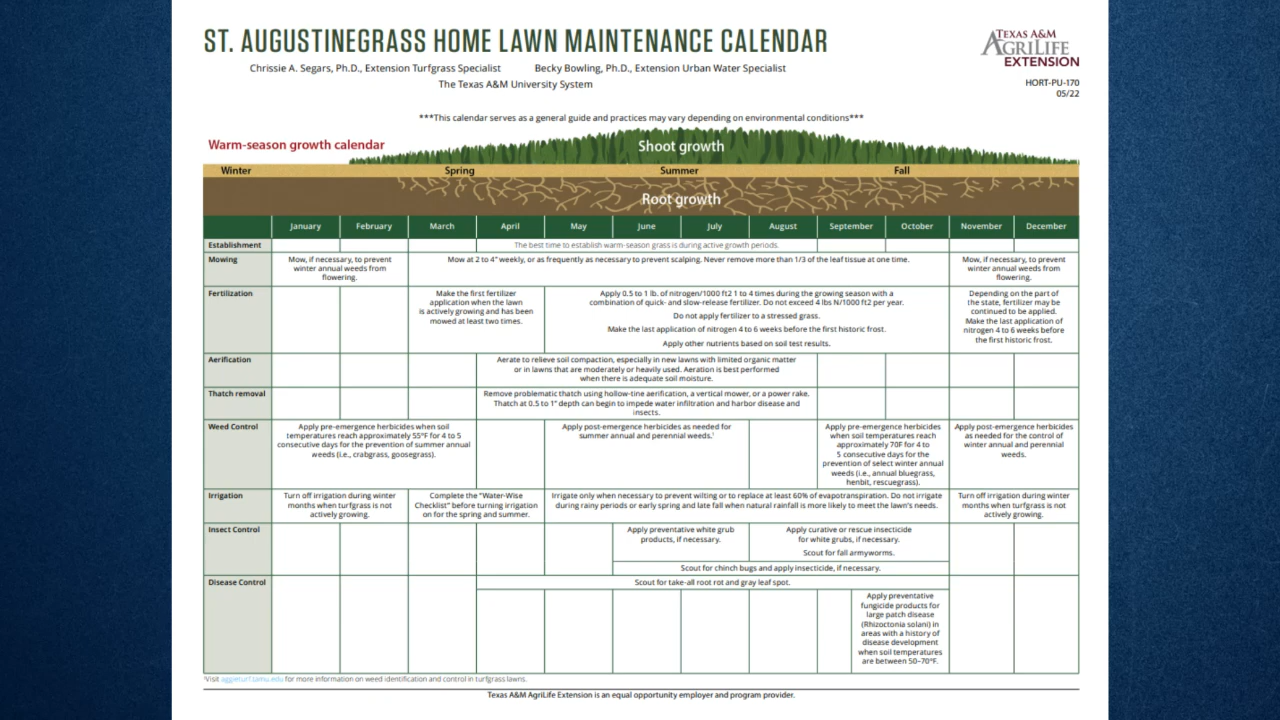 ST. AUGUSTINEGRASS HOME LAWN MAINTENANCE CALENDAR
Chrissie A. Segars, Ph.D., Extension Turfgrass Specialist Becky Bowling, Ph.D., Extension Urban Water Specialist
The Texas A&M University System
TEXAS A&M
AGRILIFE
EXTENSION
HORT-PU-170
05/22
***This calendar serves as a general guide and practices may vary depending on environmental conditions***
Warm-season growth calendar
Shoot growth
Winter Spring Summer Fall
Root growth
January February March April May June July August September October November December
Establishment
The best time to establish warm-season grass is during active growth periods.
Mowing
Mow, if necessary, to prevent
winter annual weeds from
flowering.
Mow at 2 to 4" weekly, or as frequently as necessary to prevent scalping. Never remove more than 1/3 of the leaf tissue at one time.
Mow, if necessary, to prevent
winter annual weeds from
flowering.
Fertilization
Make the first fertilizer
application when the lawn
is actively growing and has been
mowed at least two times.
Apply 0.5 to 1 lb. of nitrogen/1000 ft2 1 to 4 times during the growing season with a
combination of quick- and slow-release fertilizer. Do not exceed 4 lbs N/1000 ft2 per year.
Do not apply fertilizer to a stressed grass.
Make the last application of nitrogen 4 to 6 weeks before the first historic frost.
Apply other nutrients based on soil test results.
Depending on the part of
the state, fertilizer may be
continued to be applied.
Make the last application of
nitrogen 4 to 6 weeks before
the first historic frost.
Aerification
Aerate to relieve soil compaction, especially in new lawns with limited organic matter
or in lawns that are moderately or heavily used. Aeration is best performed
when there is adequate soil moisture.
Thatch removal
Remove problematic thatch using hollow-tine aerification, a vertical mower, or a power rake.
Thatch at 0.5 to 1" depth can begin to impede water infiltration and harbor disease and
insects.
Weed Control
Apply pre-emergence herbicides when soil
temperatures reach approximately 55°F for 4 to 5
consecutive days for the prevention of summer annual
weeds (i.e., crabgrass, goosegrass).
Apply post-emergence herbicides as needed for
summer annual and perennial weeds.¹
Apply pre-emergence herbicides
when soil temperatures reach
approximately 70F for 4 to
5 consecutive days for the
prevention of select winter annual
weeds (i.e., annual bluegrass,
henbit, rescuegrass).
Apply post-emergence herbicides
as needed for the control of
winter annual and perennial
weeds.
Irrigation
Turn off irrigation during winter
months when turfgrass is not
actively growing.
Complete the "Water-Wise
Checklist" before turning irrigation
on for the spring and summer.
Irrigate only when necessary to prevent wilting or to replace at least 60% of evapotranspiration. Do not irrigate
during rainy periods or early spring and late fall when natural rainfall is more likely to meet the lawn's needs.
Turn off irrigation during winter
months when turfgrass is not
actively growing.
Insect Control
Apply preventative white grub
products, if necessary.
Apply curative or rescue insecticide
for white grubs, if necessary.
Scout for fall armyworms.
Scout for chinch bugs and apply insecticide, if necessary.
Disease Control
Scout for take-all root rot and gray leaf spot.
Apply preventative
fungicide products for
large patch disease
(Rhizoctonia solani) in
areas with a history of
disease development
when soil temperatures
are between 50–70°F.
¹Visit aggieturf.tamu.edu for more information on weed identification and control in turfgrass lawns.
Texas A&M AgriLife Extension is an equal opportunity employer and program provider.